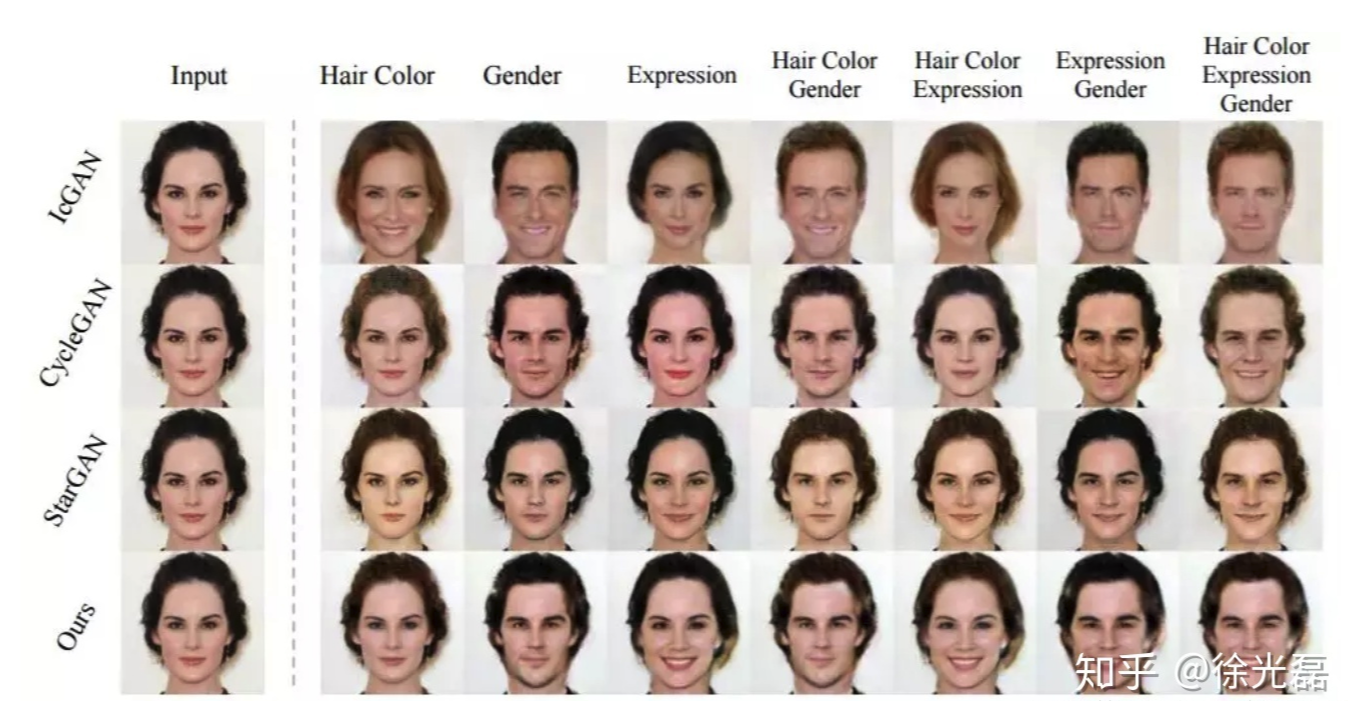 Input
Hair Color
Gender
Expression
Hair Color
Gender
Hair Color
Expression
Expression
Gender
Hair Color
Expression
Gender
IcGAN
CycleGAN
StarGAN
Ours
知乎 @徐光磊